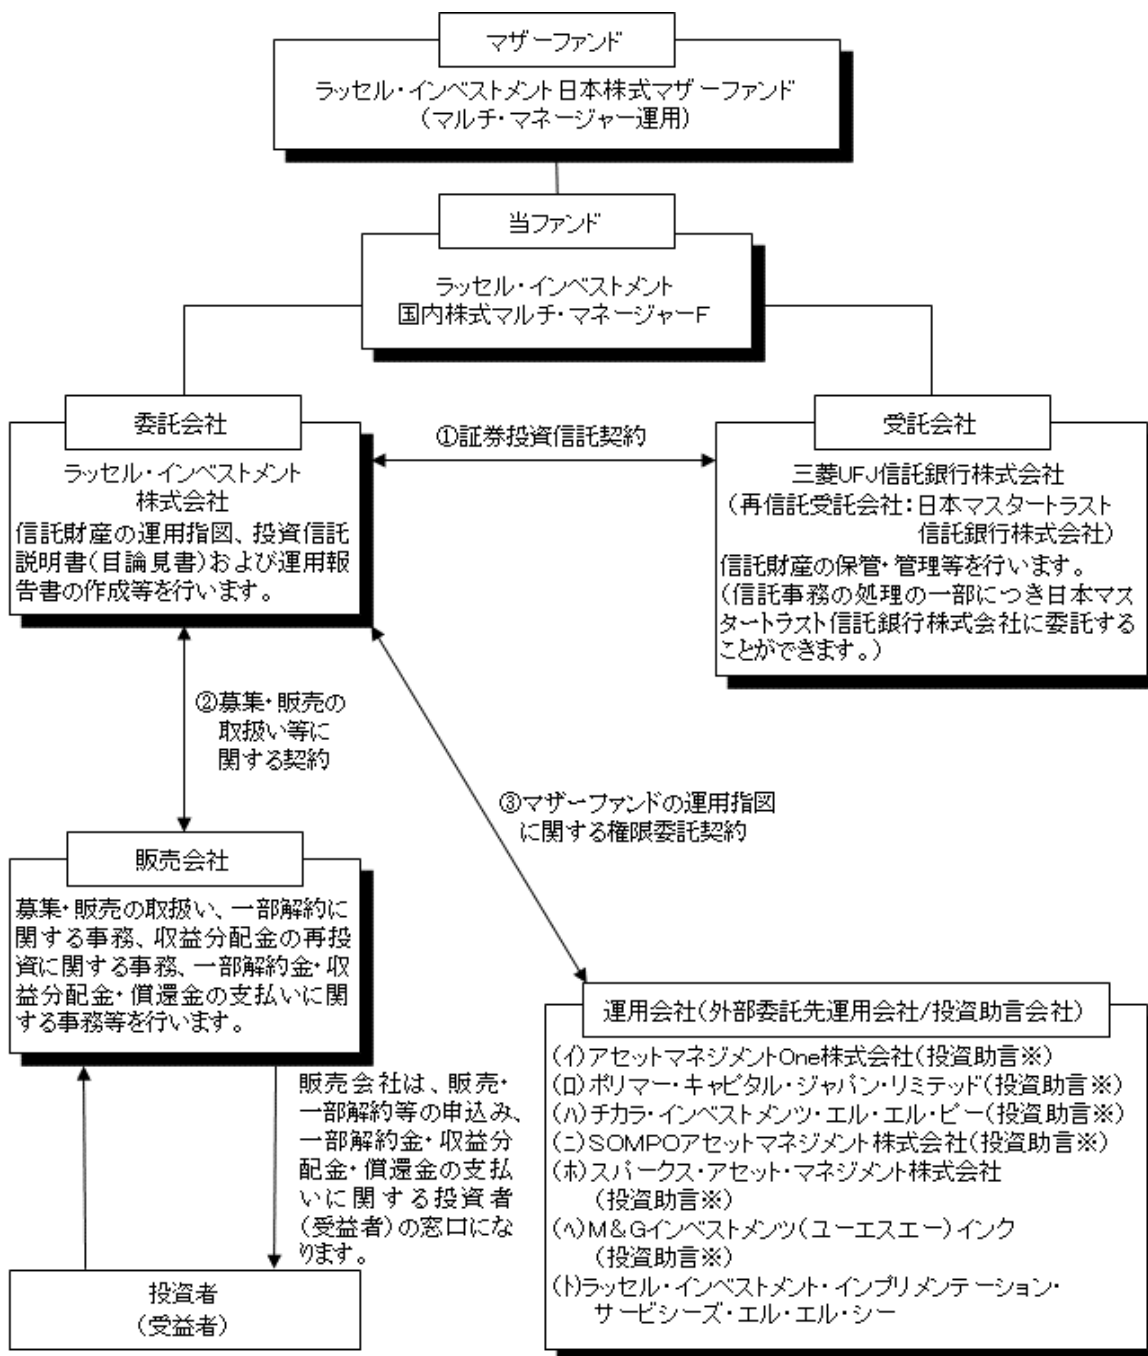 マザーファンド
ラッセル・インベストメント日本株式マザーファンド
(マルチ・マネージャー運用)
当ファンド
ラッセル・インベストメント
国内株式マルチ・マネージャーF
委託会社
ラッセル・インベストメント
株式会社
信託財産の運用指図、投資信託
説明書(目論見書)および運用報
告書の作成等を行います。
①証券投資信託契約
受託会社
三菱UFJ信託銀行株式会社
(再信託受託会社:日本マスタートラスト
信託銀行株式会社)
信託財産の保管・管理等を行います。
(信託事務の処理の一部につき日本マス
タートラスト信託銀行株式会社に委託する
ことができます。)
②募集・販売の
取扱い等に
関する契約
③マザーファンドの運用指図
に関する権限委託契約
販売会社
募集・販売の取扱い、一部解約に
関する事務、収益分配金の再投
資に関する事務、一部解約金・収
益分配金・償還金の支払いに関
する事務等を行います。
販売会社は、販売・
一部解約等の申込み、
一部解約金・収益分
配金・償還金の支払
いに関する投資者
(受益者)の窓口にな
ります。
投資者
(受益者)
運用会社(外部委託先運用会社/投資助言会社)
(イ)アセットマネジメントOne株式会社(投資助言※)
(ロ)ポリマー・キャピタル・ジャパン・リミテッド(投資助言※)
(ハ)チカラ・インベストメンツ・エル・エル・ピー(投資助言※)
(ニ)SOMPOアセットマネジメント株式会社(投資助言※)
(ホ)スパークス・アセット・マネジメント株式会社
(投資助言※)
(ヘ)M&Gインベストメンツ(ユーエスエー)インク
(投資助言※)
(ト)ラッセル・インベストメント・インプリメンテーション・
サービシーズ・エル・エル・シー